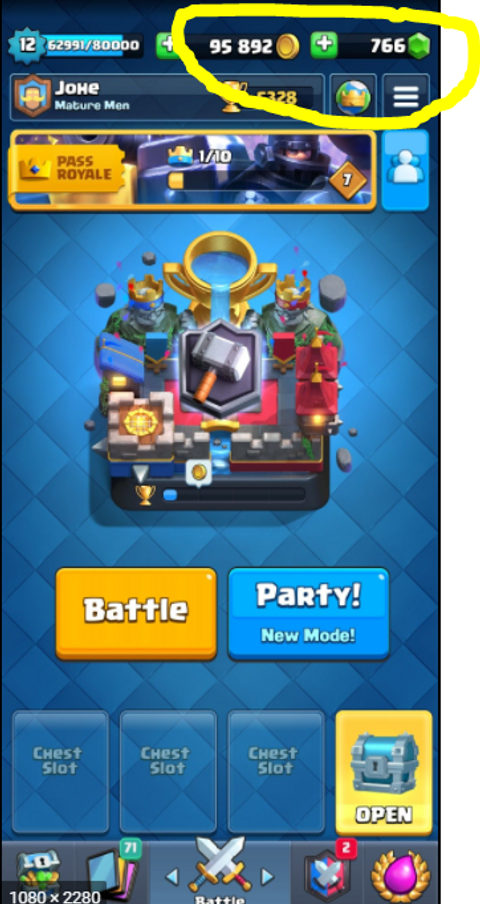 12 62991/80000 95 892 766
JOHE
Mature Men
5328
PASS
ROYALE
1/10
7
Battle
Party!
New Mode!
Chest
Slot
Chest
Slot
Chest
Slot
OPEN
71
2
Battle
1080 × 2280